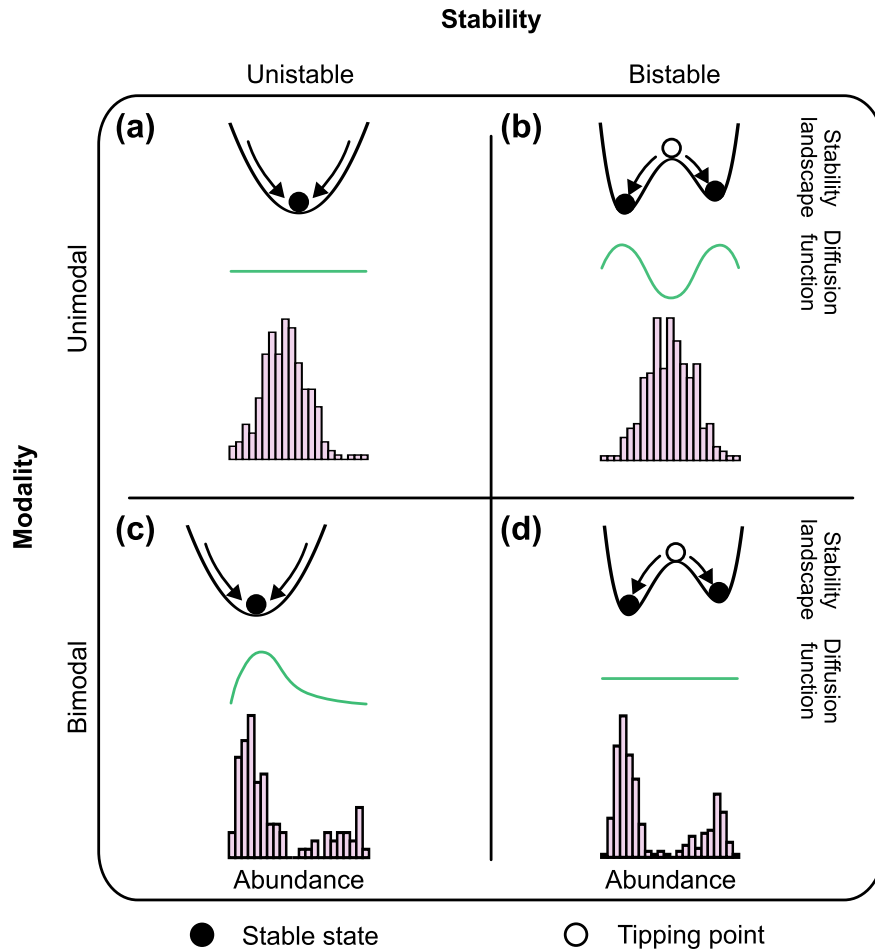 Stability
Unistable
Bistable
(a)
(b)
Stability
landscape
Diffusion
function
Unimodal
Modality
(c)
(d)
Stability
landscape
Diffusion
function
Bimodal
Abundance
Abundance
Stable state
Tipping point